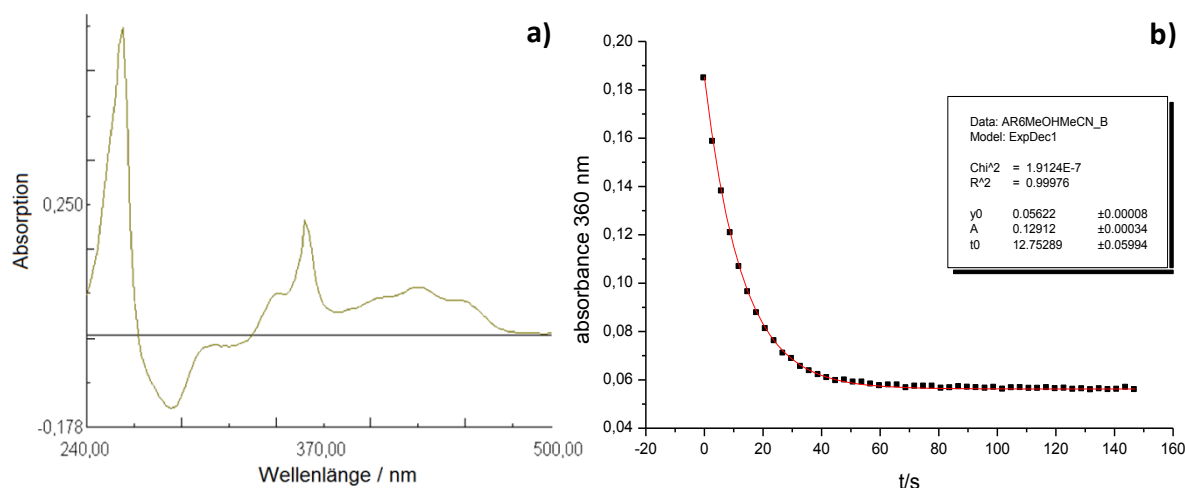 a)
Absorption
0,250
-0,178
240,00
370,00
500,00
Wellenlänge / nm
b)
absorbance 360 nm
0,20
0,18
0,16
0,14
0,12
0,10
0,08
0,06
0,04
-20
0
20
40
60
80
100
120
140
160
t/s
Data: AR6MeOHMeCN_B
Model: ExpDec1
Chi^2 = 1.9124E-7
R^2 = 0.99976
y0 0.05622 ±0.00008
A 0.12912 ±0.00034
t0 12.75289 ±0.05994